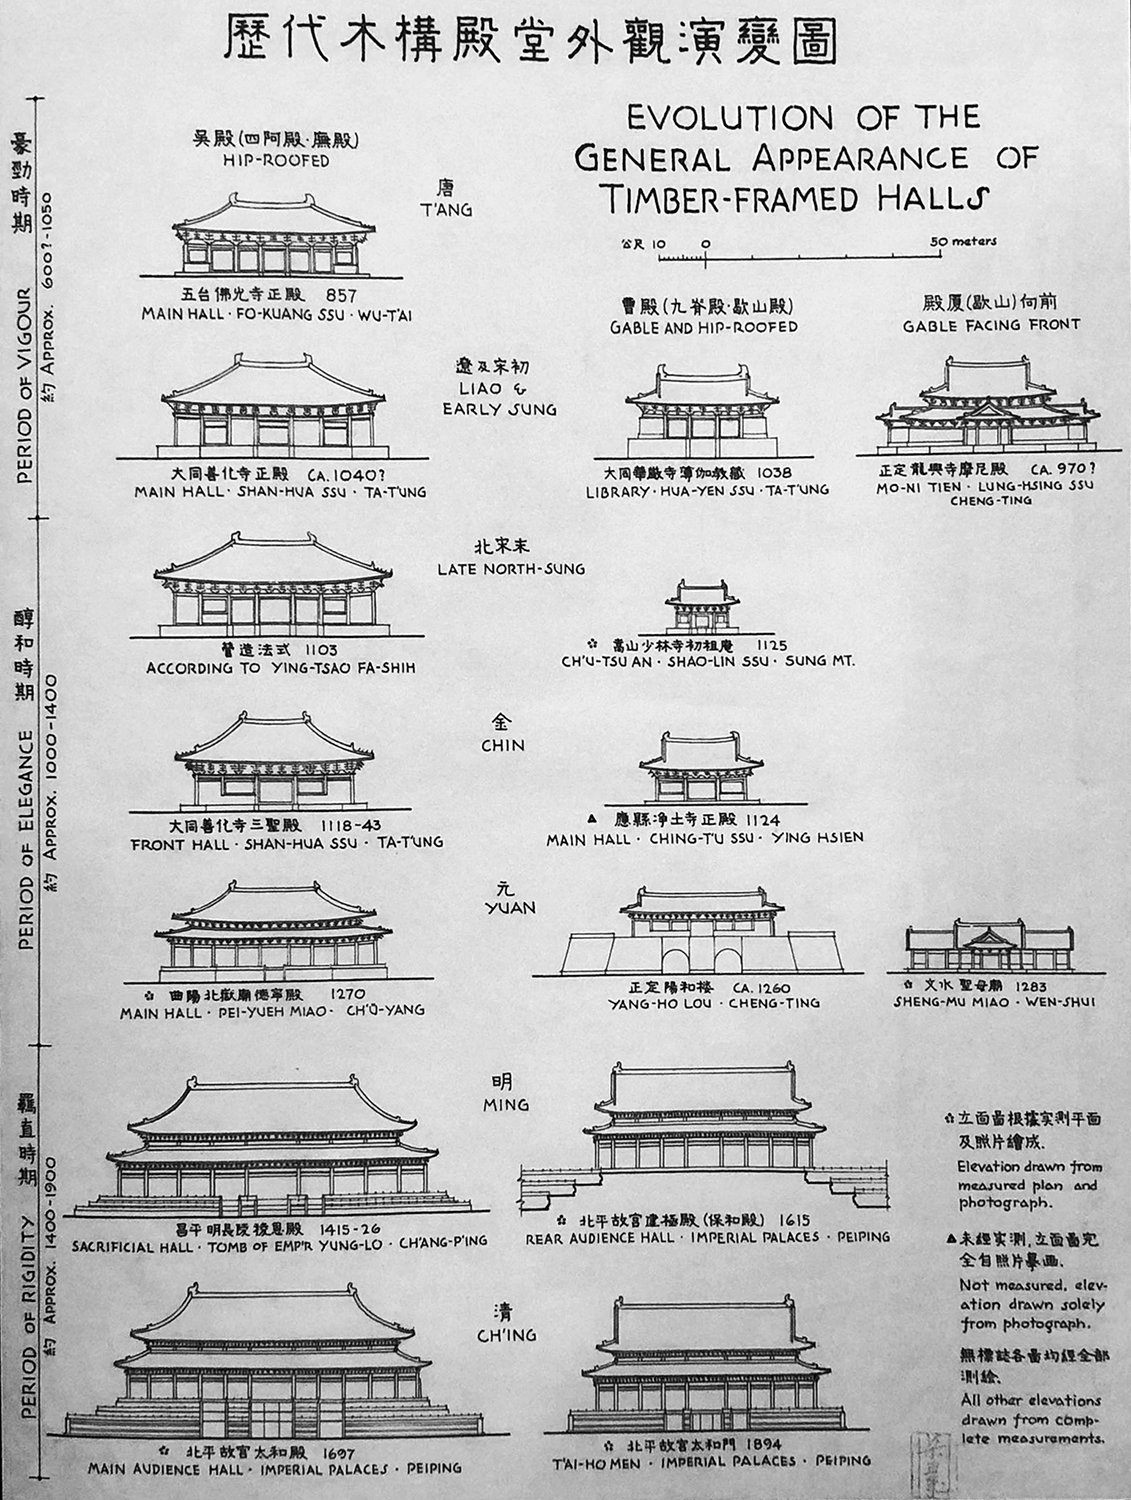 歷代木構殿堂外觀演變圖
EVOLUTION OF THE
GENERAL APPEARANCE OF
TIMBER-FRAMED HALLS
公尺 10 0 50 meters
豪勁時期 PERIOD OF VIGOUR
約 APPROX. 600?-1050
吳殿(四阿殿·廡殿)
HIP-ROOFED
唐
T'ANG
五台佛光寺正殿 857
MAIN HALL · FO-KUANG SSU · WU-T'AI
曹殿(九脊殿·歇山殿)
GABLE AND HIP-ROOFED
殿厦(歇山)向前
GABLE FACING FRONT
遼及宋初
LIAO &
EARLY SUNG
大同善化寺正殿 CA. 1040?
MAIN HALL · SHAN-HUA SSU · TA-T'UNG
大同華嚴寺薄伽教藏 1038
LIBRARY · HUA-YEN SSU · TA-T'UNG
正定龍興寺摩尼殿 CA. 970?
MO-NI TIEN · LUNG-HSING SSU
CHENG-TING
醇和時期 PERIOD OF ELEGANCE
約 APPROX. 1000-1400
北宋末
LATE NORTH-SUNG
營造法式 1103
ACCORDING TO YING-TSAO FA-SHIH
✩ 嵩山少林寺初祖庵 1125
CH'U-TSU AN · SHAO-LIN SSU · SUNG MT.
金
CHIN
大同善化寺三聖殿 1118-43
FRONT HALL · SHAN-HUA SSU · TA-T'UNG
▲ 應縣淨土寺正殿 1124
MAIN HALL · CHING-T'U SSU · YING HSIEN
元
YUAN
✩ 曲陽北嶽廟德寧殿 1270
MAIN HALL · PEI-YUEH MIAO · CH'Ü-YANG
正定陽和楼 CA. 1260
YANG-HO LOU · CHENG-TING
✩ 文水聖母廟 1283
SHENG-MU MIAO · WEN-SHUI
羈直時期 PERIOD OF RIGIDITY
約 APPROX. 1400-1900
明
MING
昌平明長陵稜恩殿 1415-26
SACRIFICIAL HALL · TOMB OF EMP'R YUNG-LO · CH'ANG-P'ING
✩ 北平故宮建極殿(保和殿) 1615
REAR AUDIENCE HALL · IMPERIAL PALACES · PEIPING
清
CH'ING
✩ 北平故宮太和殿 1697
MAIN AUDIENCE HALL · IMPERIAL PALACES · PEIPING
✩ 北平故宮太和門 1894
T'AI-HO MEN · IMPERIAL PALACES · PEIPING
✩立面圖根據实測平面
及照片繪成.
Elevation drawn from
measured plan and
photograph.
▲未經实測,立面圖完
全自照片摹画.
Not measured, elev-
ation drawn solely
from photograph.
無標誌各圖均經全部
測繪.
All other elevations
drawn from comp-
lete measurements.